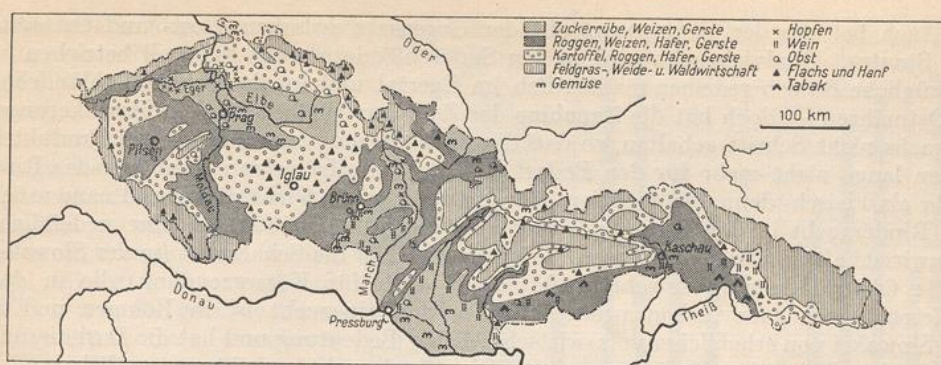 Zuckerrübe, Weizen, Gerste
Roggen, Weizen, Hafer, Gerste
Kartoffel, Roggen, Hafer, Gerste
Feldgras-, Weide- u. Waldwirtschaft
Gemüse
Hopfen
Wein
Obst
Flachs und Hanf
Tabak
100 km
Oder
Eger
Elbe
Prag
Pilsen
Moldau
Iglau
Brünn
March
Donau
Pressburg
Kaschau
Theiß